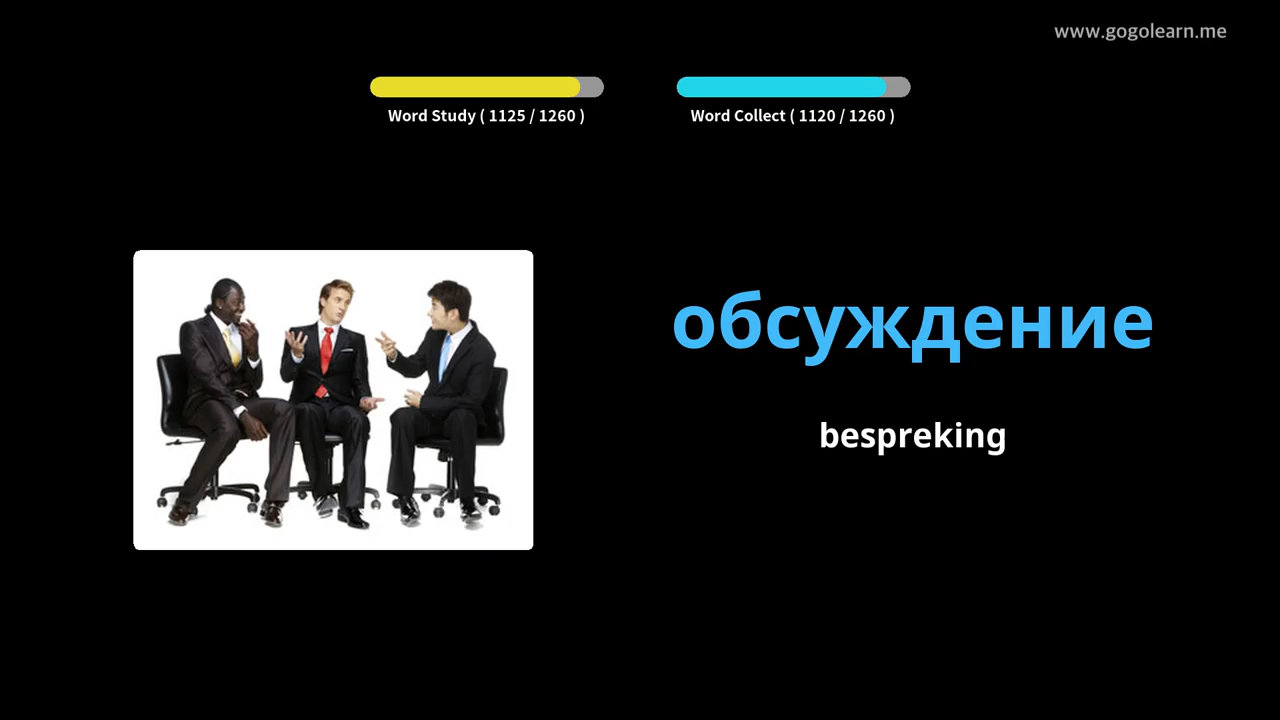 www.gogolearn.me
Word Study ( 1125 / 1260 )
Word Collect ( 1120 / 1260 )
обсуждение
bespreking